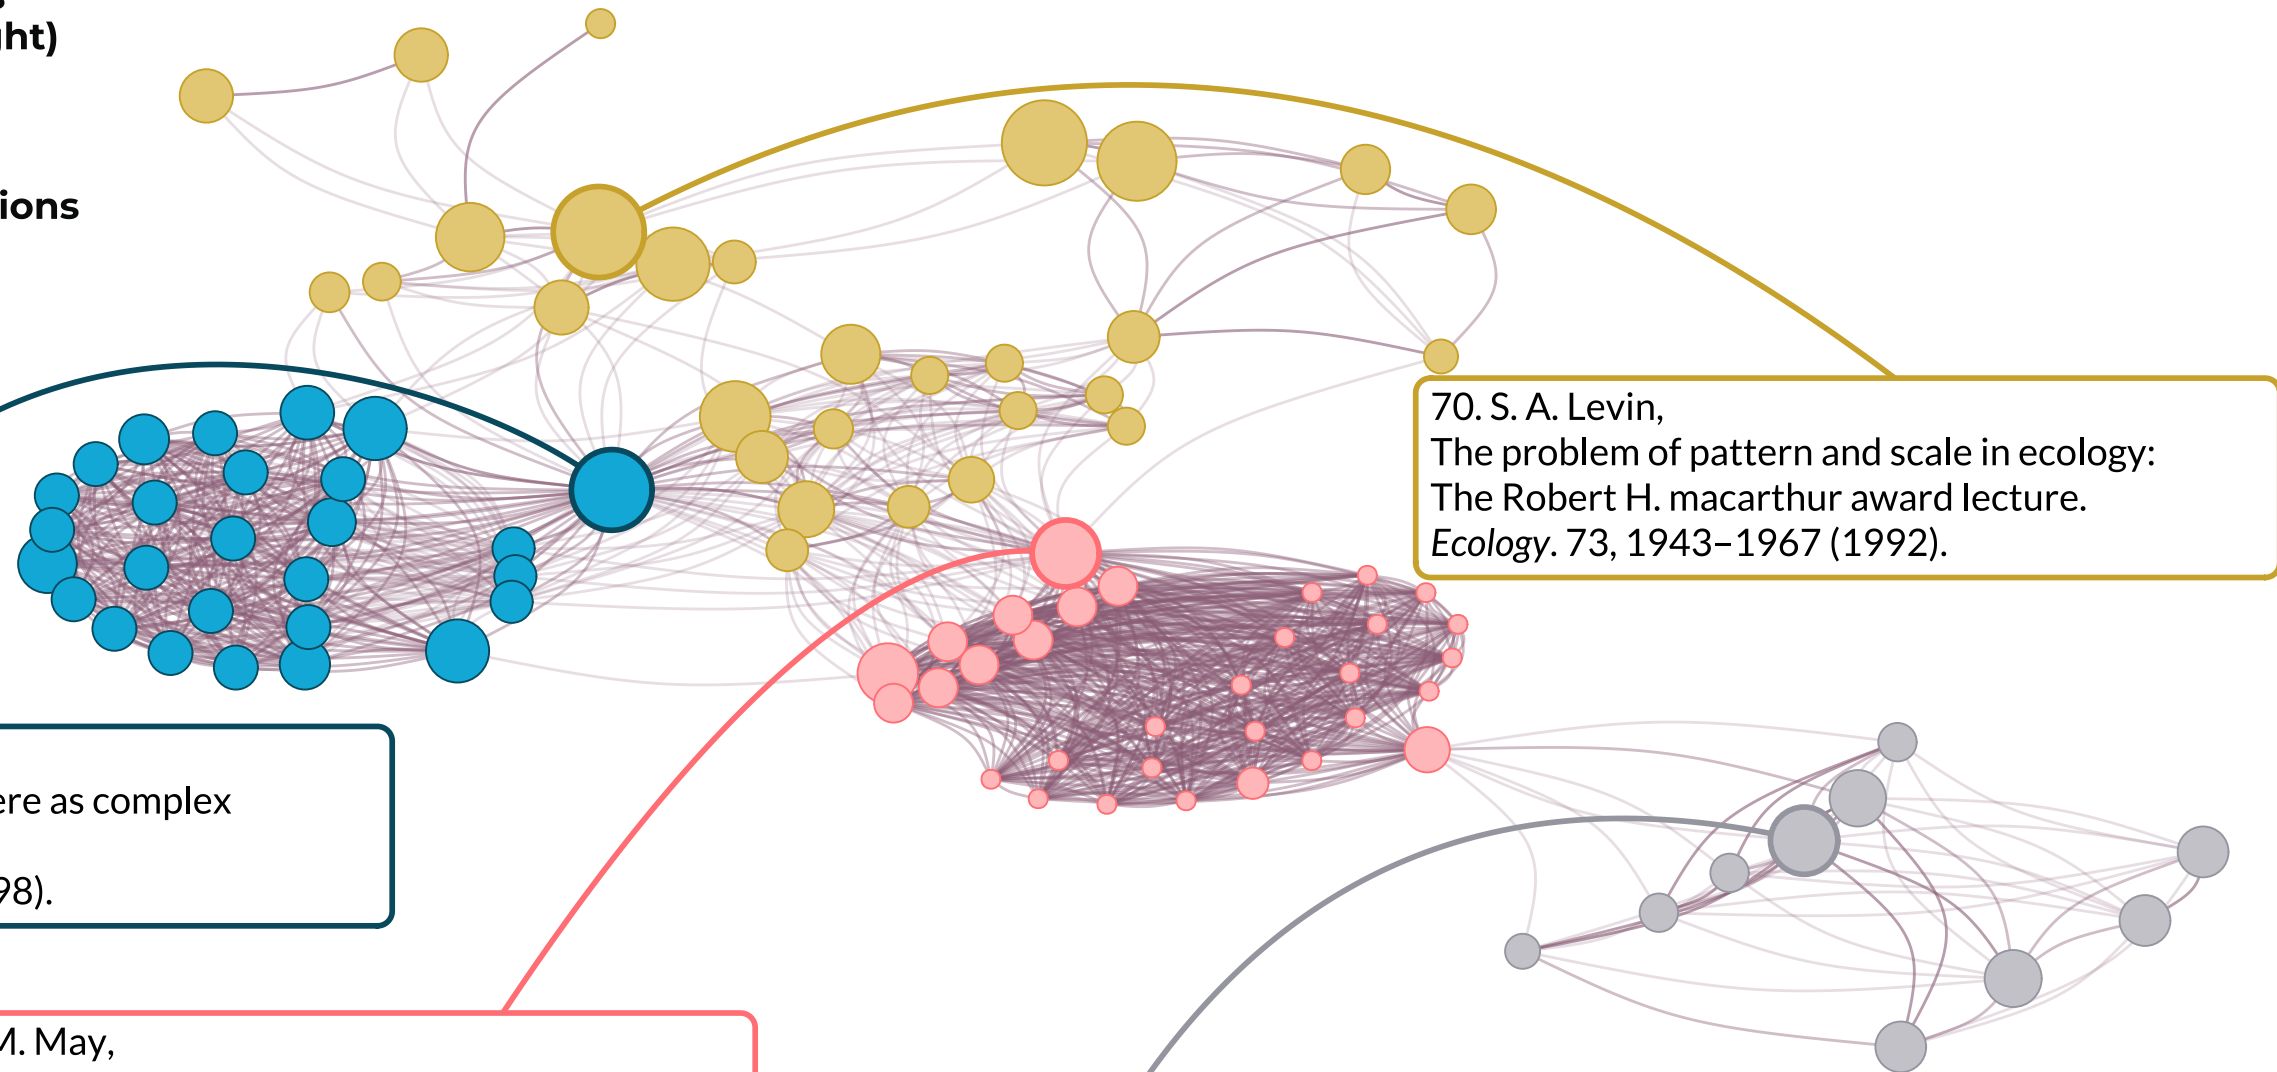 ght)
ions
70. S. A. Levin,
The problem of pattern and scale in ecology:
The Robert H. macarthur award lecture.
Ecology. 73, 1943–1967 (1992).
ere as complex
98).
M. May,